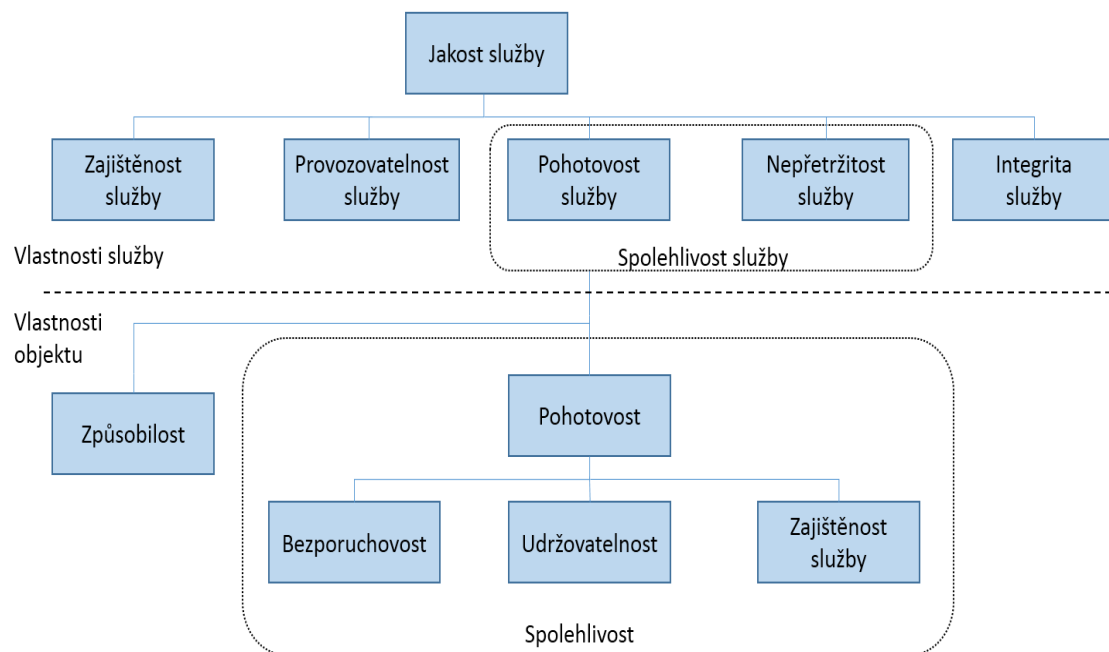 Jakost služby
Zajištěnost
služby
Provozovatelnost
služby
Pohotovost
služby
Nepřetržitost
služby
Integrita
služby
Vlastnosti služby
Spolehlivost služby
Vlastnosti
objektu
Způsobilost
Pohotovost
Bezporuchovost
Udržovatelnost
Zajištěnost
služby
Spolehlivost